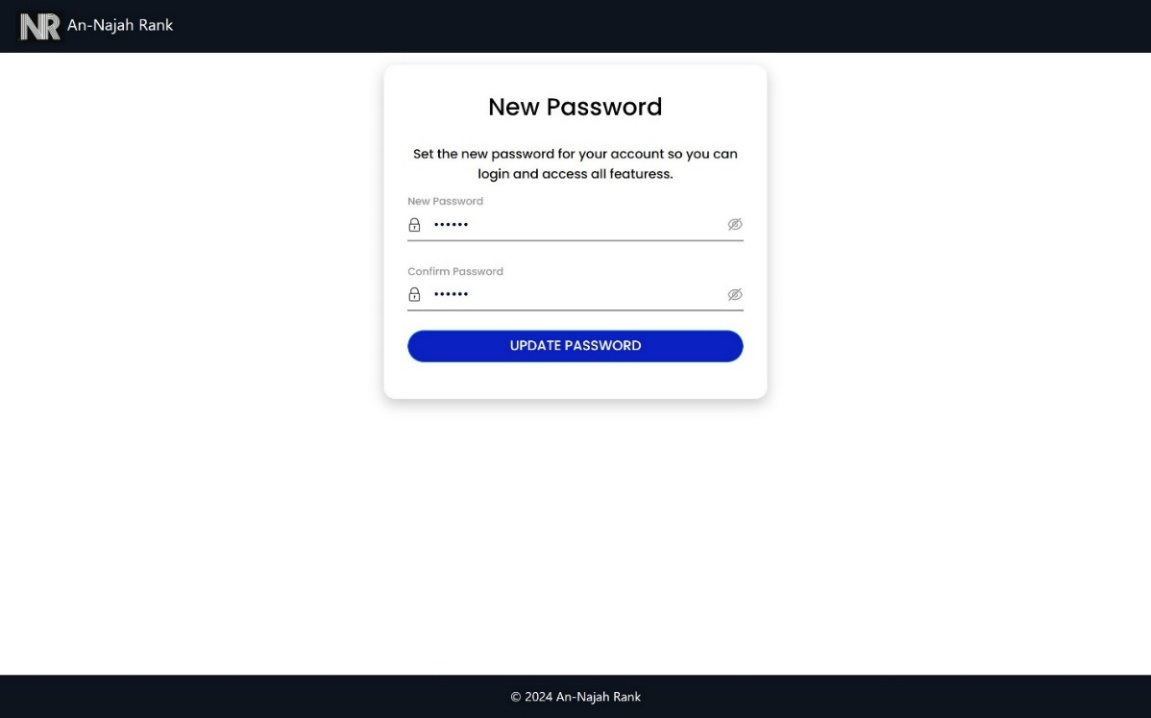 NR An-Najah Rank
New Password
Set the new password for your account so you can
login and access all featuress.
New Password
••••••
Confirm Password
••••••
UPDATE PASSWORD
© 2024 An-Najah Rank